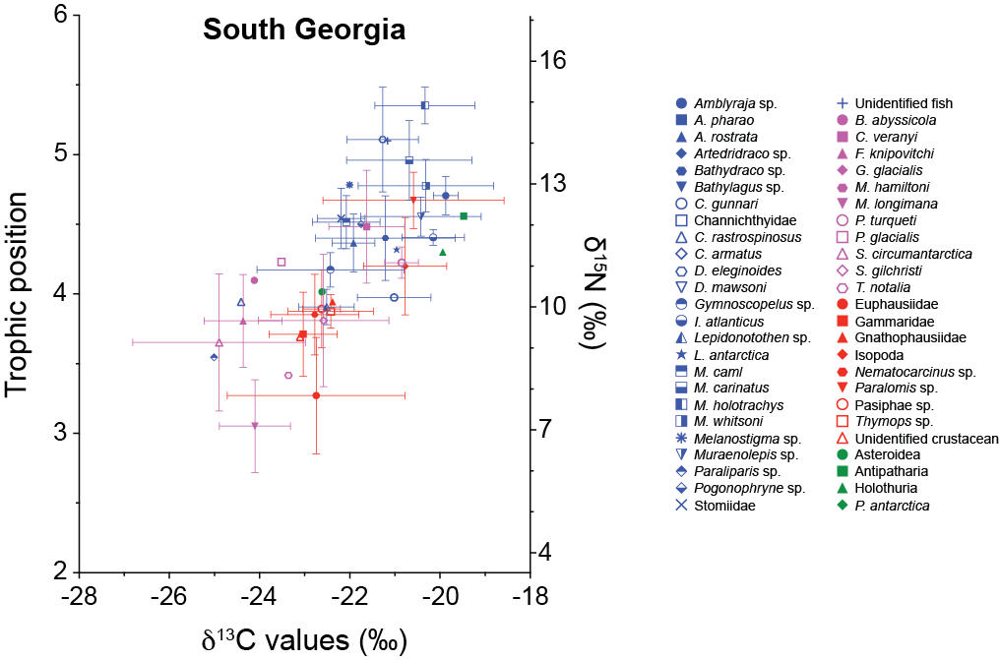 South Georgia
6
5
4
3
2
Trophic position
16
13
10
7
4
δ15N (‰)
-28
-26
-24
-22
-20
-18
δ13C values (‰)
Amblyraja sp.
A. pharao
A. rostrata
Artedridraco sp.
Bathydraco sp.
Bathylagus sp.
C. gunnari
Channichthyidae
C. rastrospinosus
C. armatus
D. eleginoides
D. mawsoni
Gymnoscopelus sp.
I. atlanticus
Lepidonotothen sp.
L. antarctica
M. caml
M. carinatus
M. holotrachys
M. whitsoni
Melanostigma sp.
Muraenolepis sp.
Paraliparis sp.
Pogonophryne sp.
Stomiidae
Unidentified fish
B. abyssicola
C. veranyi
F. knipovitchi
G. glacialis
M. hamiltoni
M. longimana
P. turqueti
P. glacialis
S. circumantarctica
S. gilchristi
T. notalia
Euphausiidae
Gammaridae
Gnathophausiidae
Isopoda
Nematocarcinus sp.
Paralomis sp.
Pasiphae sp.
Thymops sp.
Unidentified crustacean
Asteroidea
Antipatharia
Holothuria
P. antarctica